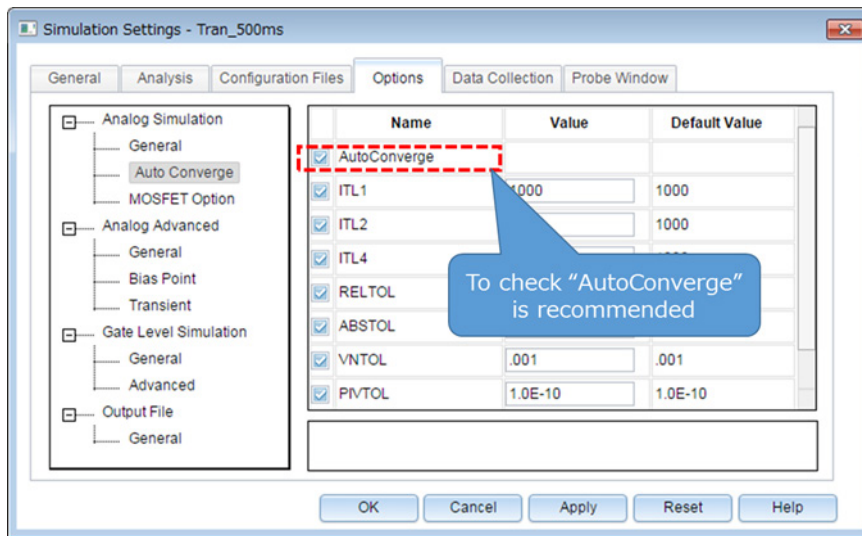 Simulation Settings - Tran_500ms
General Analysis Configuration Files Options Data Collection Probe Window
Analog Simulation
General
Auto Converge
MOSFET Option
Analog Advanced
General
Bias Point
Transient
Gate Level Simulation
General
Advanced
Output File
General
Name Value Default Value
AutoConverge
ITL1 1000 1000
ITL2 1000
ITL4
RELTOL
ABSTOL
VNTOL .001 .001
PIVTOL 1.0E-10 1.0E-10
To check “AutoConverge”
is recommended
OK Cancel Apply Reset Help